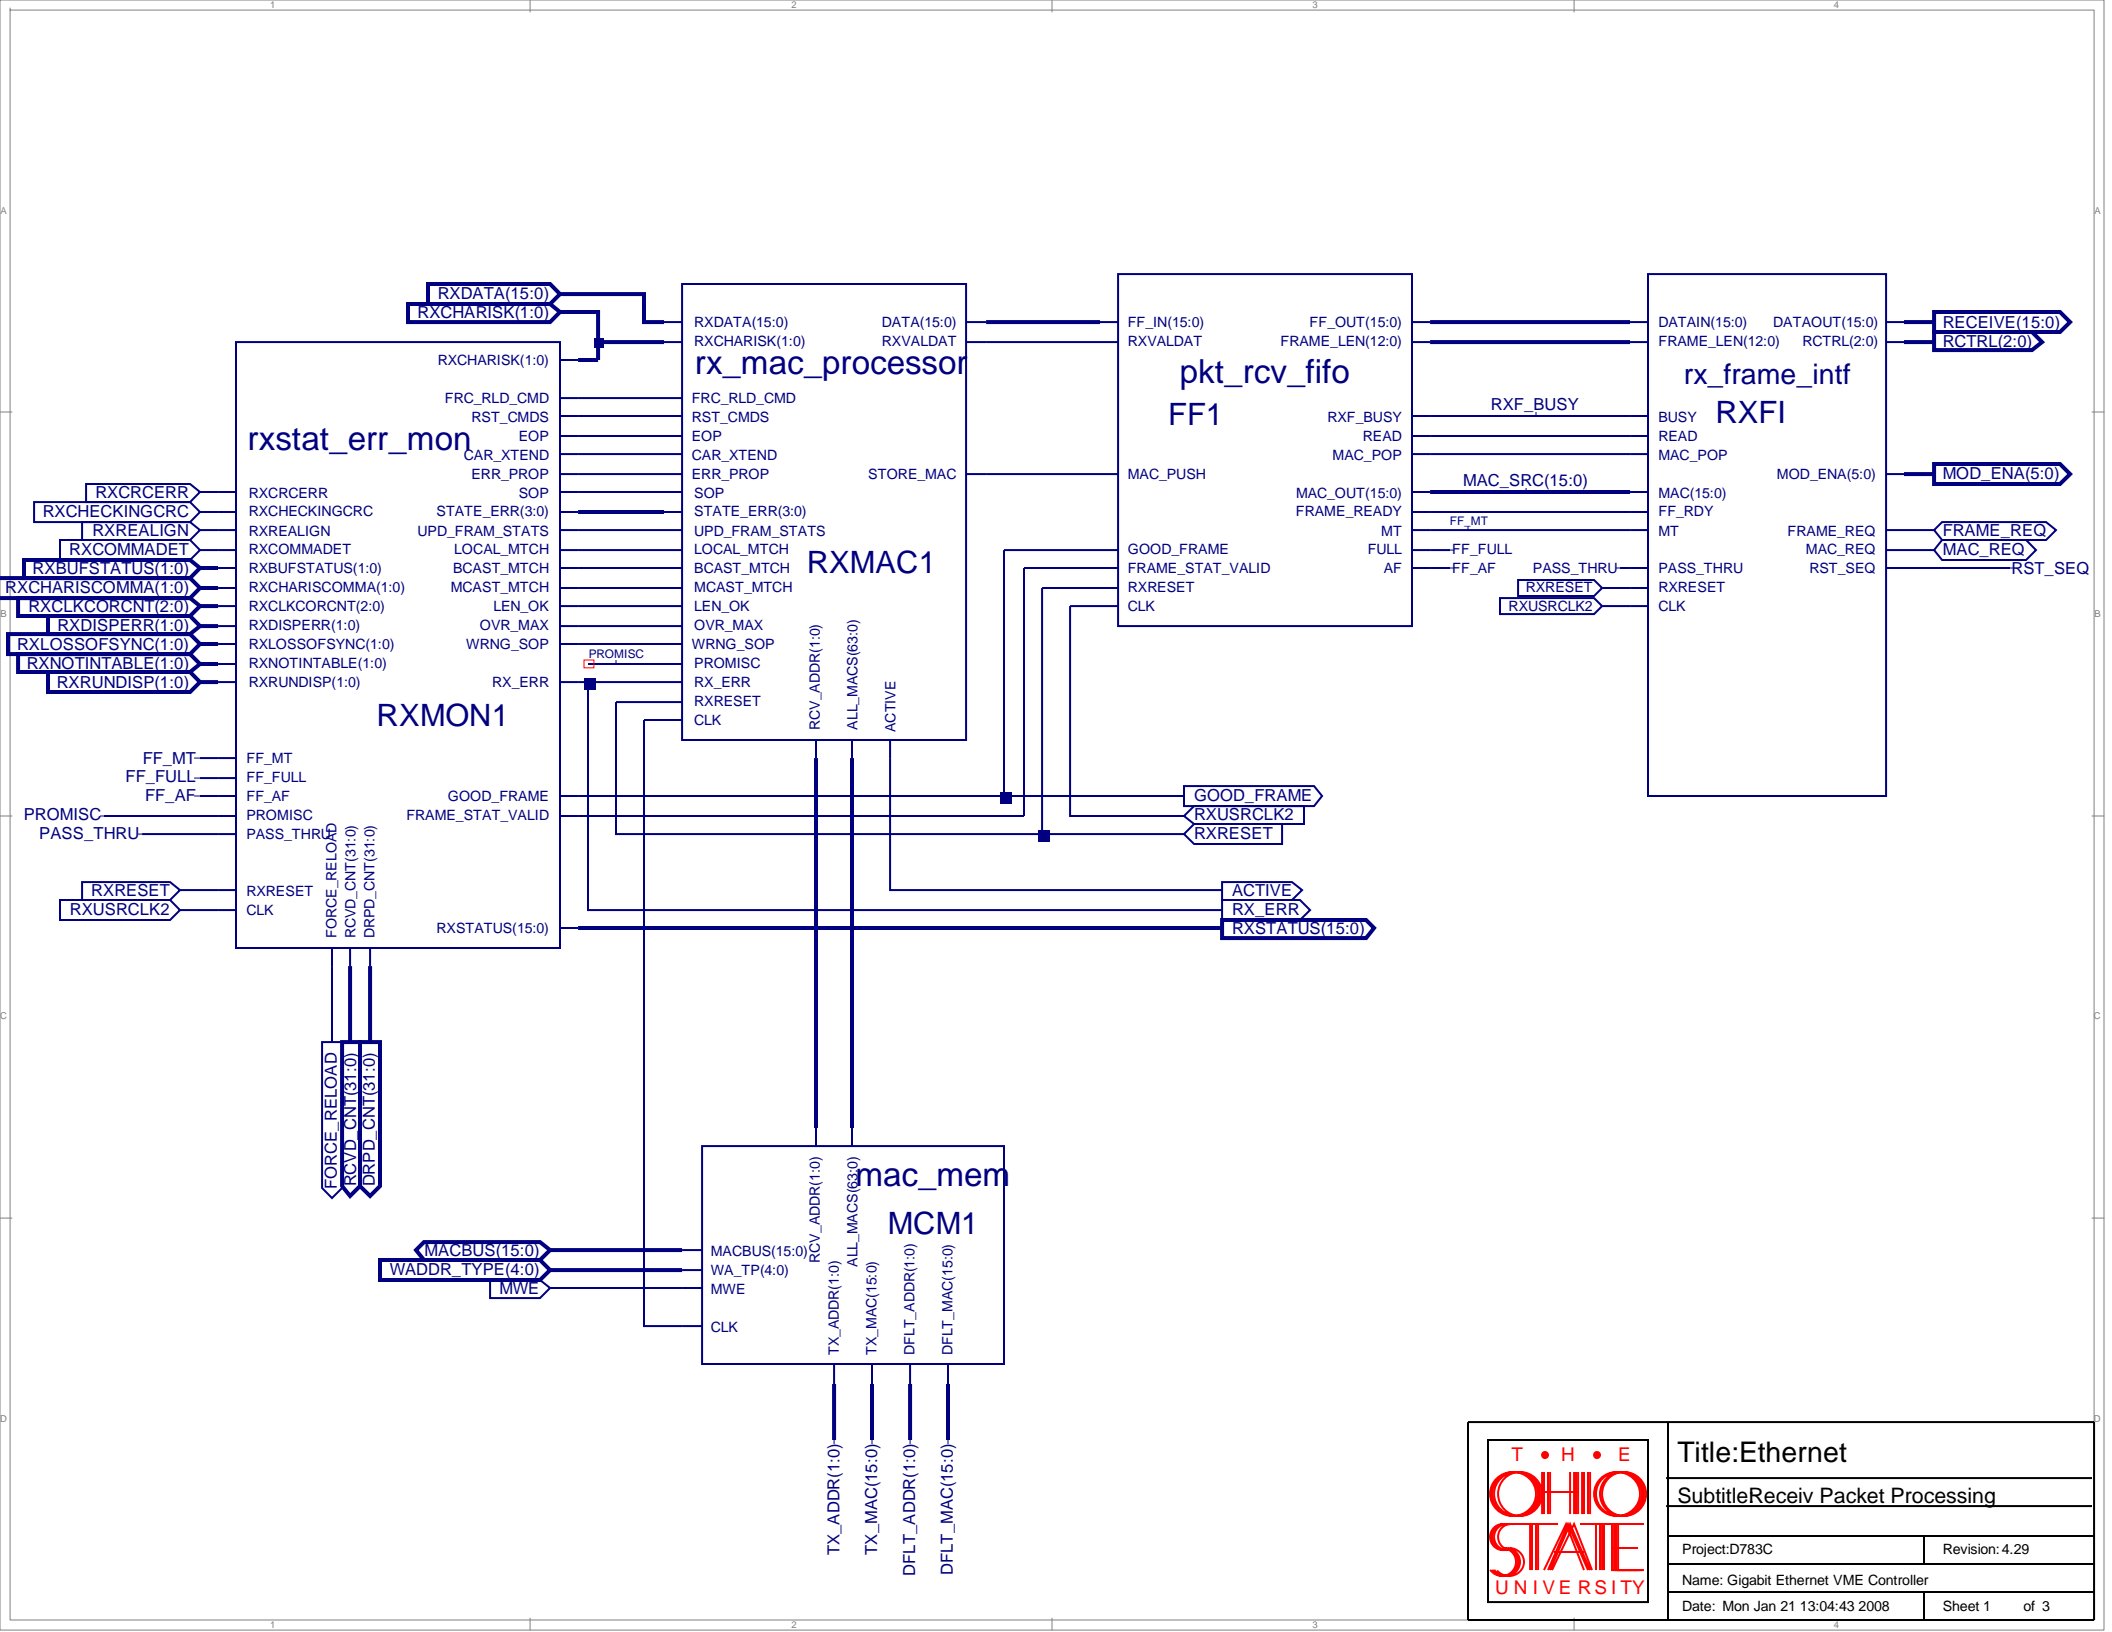 1 2 3 4
A A
B B
C C
D D
1 2 3 4
RXDATA(15:0)
RXCHARISK(1:0)
RXCHARISK(1:0)
FRC_RLD_CMD
RST_CMDS
EOP
CAR_XTEND
ERR_PROP
SOP
STATE_ERR(3:0)
UPD_FRAM_STATS
LOCAL_MTCH
BCAST_MTCH
MCAST_MTCH
LEN_OK
OVR_MAX
WRNG_SOP
RX_ERR
rxstat_err_mon
RXMON1
RXCRCERR
RXCHECKINGCRC
RXREALIGN
RXCOMMADET
RXBUFSTATUS(1:0)
RXCHARISCOMMA(1:0)
RXCLKCORCNT(2:0)
RXDISPERR(1:0)
RXLOSSOFSYNC(1:0)
RXNOTINTABLE(1:0)
RXRUNDISP(1:0)
RXCRCERR
RXCHECKINGCRC
RXREALIGN
RXCOMMADET
RXBUFSTATUS(1:0)
RXCHARISCOMMA(1:0)
RXCLKCORCNT(2:0)
RXDISPERR(1:0)
RXLOSSOFSYNC(1:0)
RXNOTINTABLE(1:0)
RXRUNDISP(1:0)
FF_MT FF_MT
FF_FULL FF_FULL
FF_AF FF_AF
PROMISC PROMISC
PASS_THRU PASS_THRU
RXRESET RXRESET
RXUSRCLK2 CLK
GOOD_FRAME
FRAME_STAT_VALID
RXSTATUS(15:0)
FORCE_RELOAD
RCVD_CNT(31:0)
DRPD_CNT(31:0)
FORCE_RELOAD
RCVD_CNT(31:0)
DRPD_CNT(31:0)
PROMISC
RXDATA(15:0) DATA(15:0)
RXCHARISK(1:0) RXVALDAT
rx_mac_processor
FRC_RLD_CMD
RST_CMDS
EOP
CAR_XTEND
ERR_PROP STORE_MAC
SOP
STATE_ERR(3:0)
UPD_FRAM_STATS
LOCAL_MTCH
BCAST_MTCH
MCAST_MTCH
LEN_OK
OVR_MAX
WRNG_SOP
PROMISC
RX_ERR
RXRESET
CLK
RXMAC1
RCV_ADDR(1:0)
ALL_MACS(63:0)
ACTIVE
FF_IN(15:0) FF_OUT(15:0)
RXVALDAT FRAME_LEN(12:0)
pkt_rcv_fifo
FF1
RXF_BUSY
READ
MAC_POP
MAC_PUSH
MAC_OUT(15:0)
FRAME_READY
MT
GOOD_FRAME FULL
FRAME_STAT_VALID AF
RXRESET
CLK
RXF_BUSY
MAC_SRC(15:0)
FF_MT
FF_FULL
FF_AF
PASS_THRU
RXRESET
RXUSRCLK2
DATAIN(15:0) DATAOUT(15:0)
FRAME_LEN(12:0) RCTRL(2:0)
rx_frame_intf
RXFI
BUSY
READ
MAC_POP
MOD_ENA(5:0)
MAC(15:0)
FF_RDY
MT FRAME_REQ
MAC_REQ
PASS_THRU RST_SEQ
RXRESET
CLK
RECEIVE(15:0)
RCTRL(2:0)
MOD_ENA(5:0)
FRAME_REQ
MAC_REQ
RST_SEQ
GOOD_FRAME
RXUSRCLK2
RXRESET
ACTIVE
RX_ERR
RXSTATUS(15:0)
mac_mem
MCM1
RCV_ADDR(1:0)
ALL_MACS(63:0)
MACBUS(15:0) MACBUS(15:0)
WADDR_TYPE(4:0) WA_TP(4:0)
MWE MWE
CLK
TX_ADDR(1:0)
TX_MAC(15:0)
DFLT_ADDR(1:0)
DFLT_MAC(15:0)
TX_ADDR(1:0)
TX_MAC(15:0)
DFLT_ADDR(1:0)
DFLT_MAC(15:0)
T • H • E
OHIO
STATE
UNIVERSITY
Title:Ethernet
SubtitleReceiv Packet Processing
Project:D783C Revision: 4.29
Name: Gigabit Ethernet VME Controller
Date: Mon Jan 21 13:04:43 2008 Sheet 1 of 3